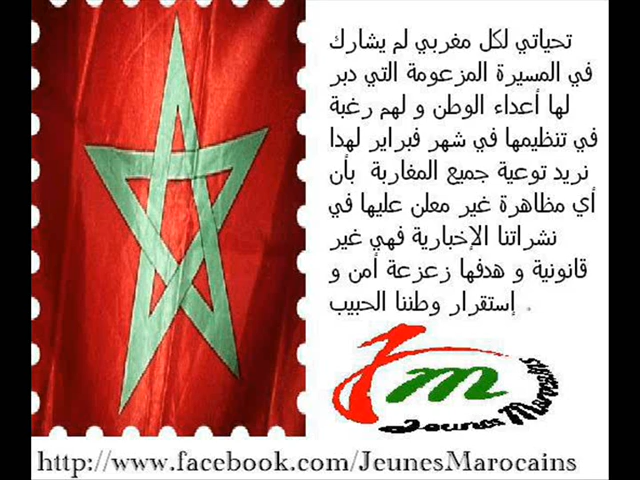 تحياتي لكل مغربي لم يشارك
في المسيرة المزعومة التي دبر
لها أعداء الوطن و لهم رغبة
في تنظيمها في شهر فبراير لهدا
نريد توعية جميع المغاربة بأن
أي مظاهرة غير معلن عليها في
نشراتنا الإخبارية فهي غير
قانونية و هدفها زعزعة أمن و
إستقرار وطننا الحبيب .
Jm
Jeunes Marocains
http://www.facebook.com/JeunesMarocains